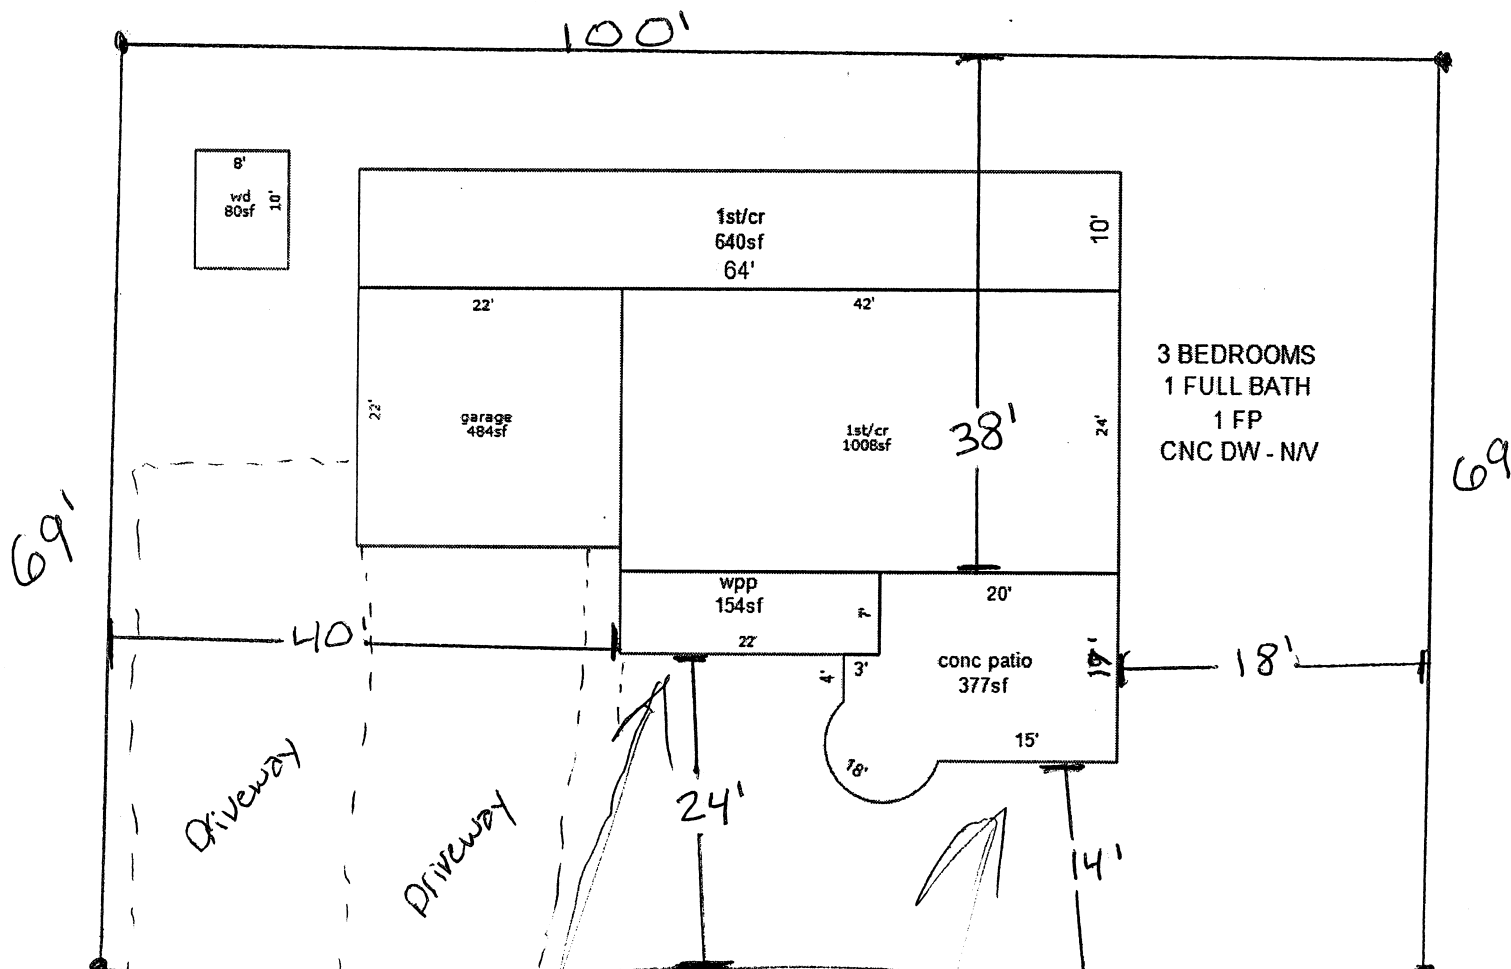 100'
8'
wd
80sf
10'
1st/cr
640sf
64'
10'
22'
42'
22'
garage
484sf
1st/cr
1008sf
38'
24'
3 BEDROOMS
1 FULL BATH
1 FP
CNC DW - N/V
69'
69
wpp
154sf
7'
22'
20'
40'
conc patio
377sf
4'
3'
18'
15'
18'
Driveway
Driveway
24'
14'